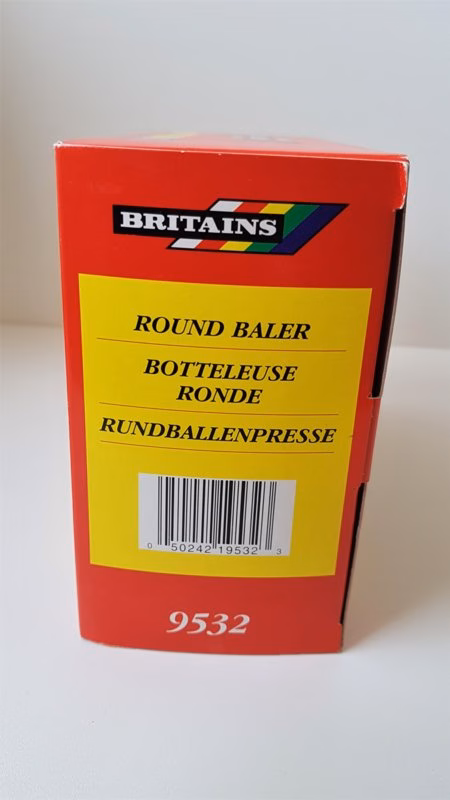 BRITAINS
ROUND BALER
BOTTELEUSE
RONDE
RUNDBALLENPRESSE
0 50242 19532 3
9532